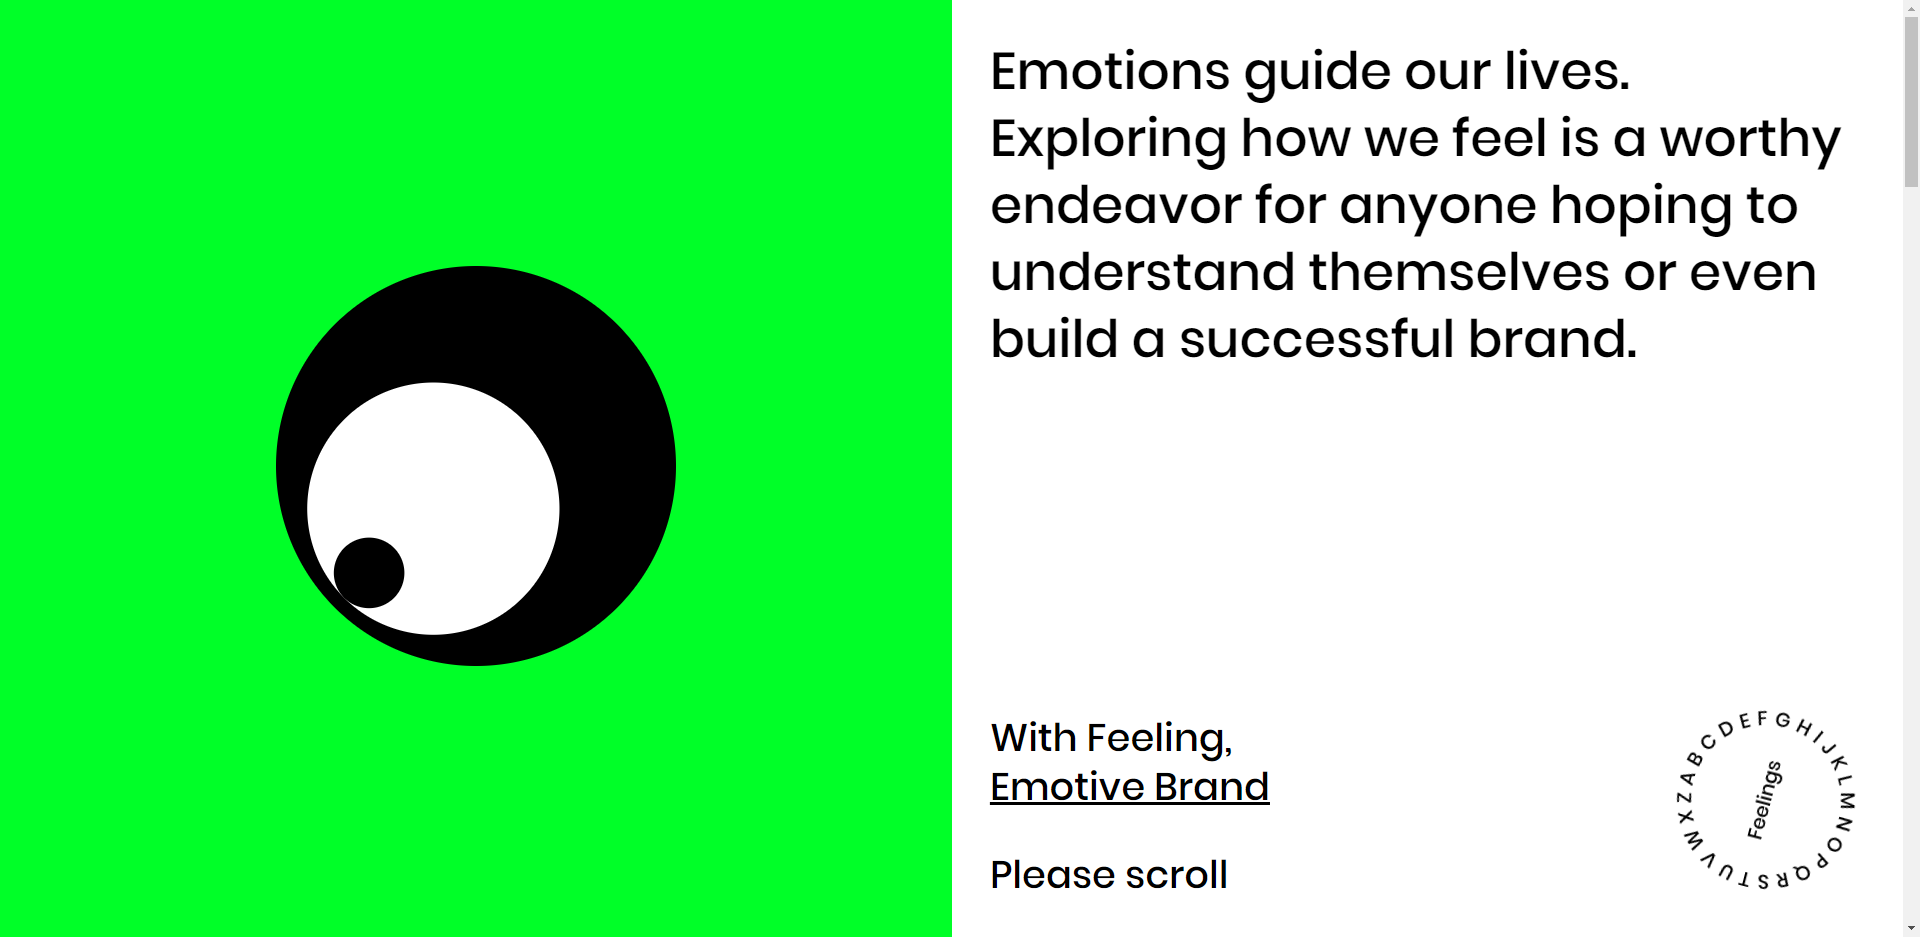 Emotions guide our lives.
Exploring how we feel is a worthy
endeavor for anyone hoping to
understand themselves or even
build a successful brand.
With Feeling,
Emotive Brand
Please scroll
A B C D E F G H I J K L M N O P Q R S T U V W X Z
Feelings